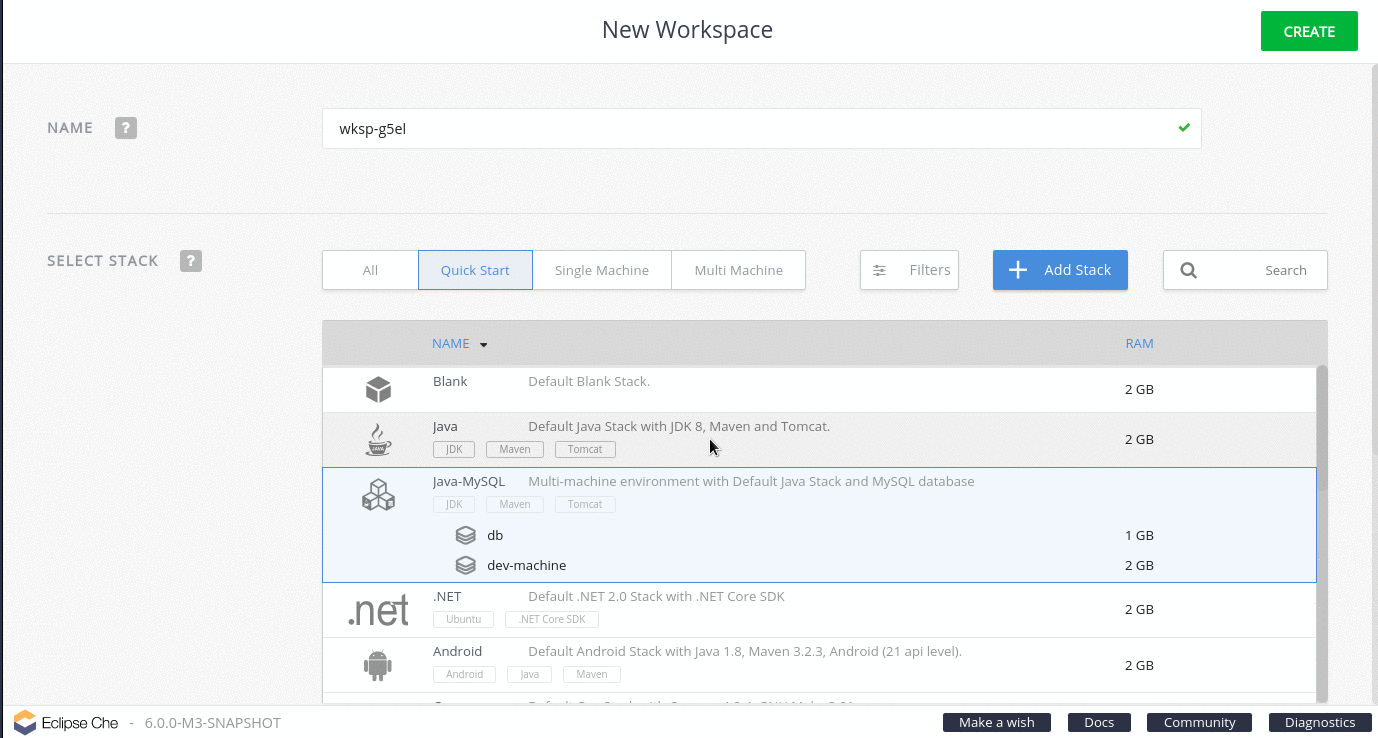 New Workspace
CREATE
NAME ?
wksp-g5el
SELECT STACK ?
All Quick Start Single Machine Multi Machine Filters Add Stack Search
NAME RAM
Blank Default Blank Stack. 2 GB
Java Default Java Stack with JDK 8, Maven and Tomcat. 2 GB
JDK Maven Tomcat
Java-MySQL Multi-machine environment with Default Java Stack and MySQL database
JDK Maven Tomcat
db 1 GB
dev-machine 2 GB
.net .NET Default .NET 2.0 Stack with .NET Core SDK 2 GB
Ubuntu .NET Core SDK
Android Default Android Stack with Java 1.8, Maven 3.2.3, Android (21 api level). 2 GB
Android Java Maven
Eclipse Che - 6.0.0-M3-SNAPSHOT Make a wish Docs Community Diagnostics